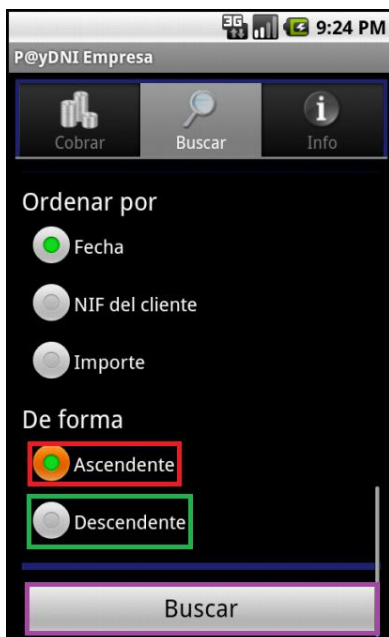 3G 9:24 PM
P@yDNI Empresa
Cobrar Buscar Info
Ordenar por
Fecha
NIF del cliente
Importe
De forma
Ascendente
Descendente
Buscar